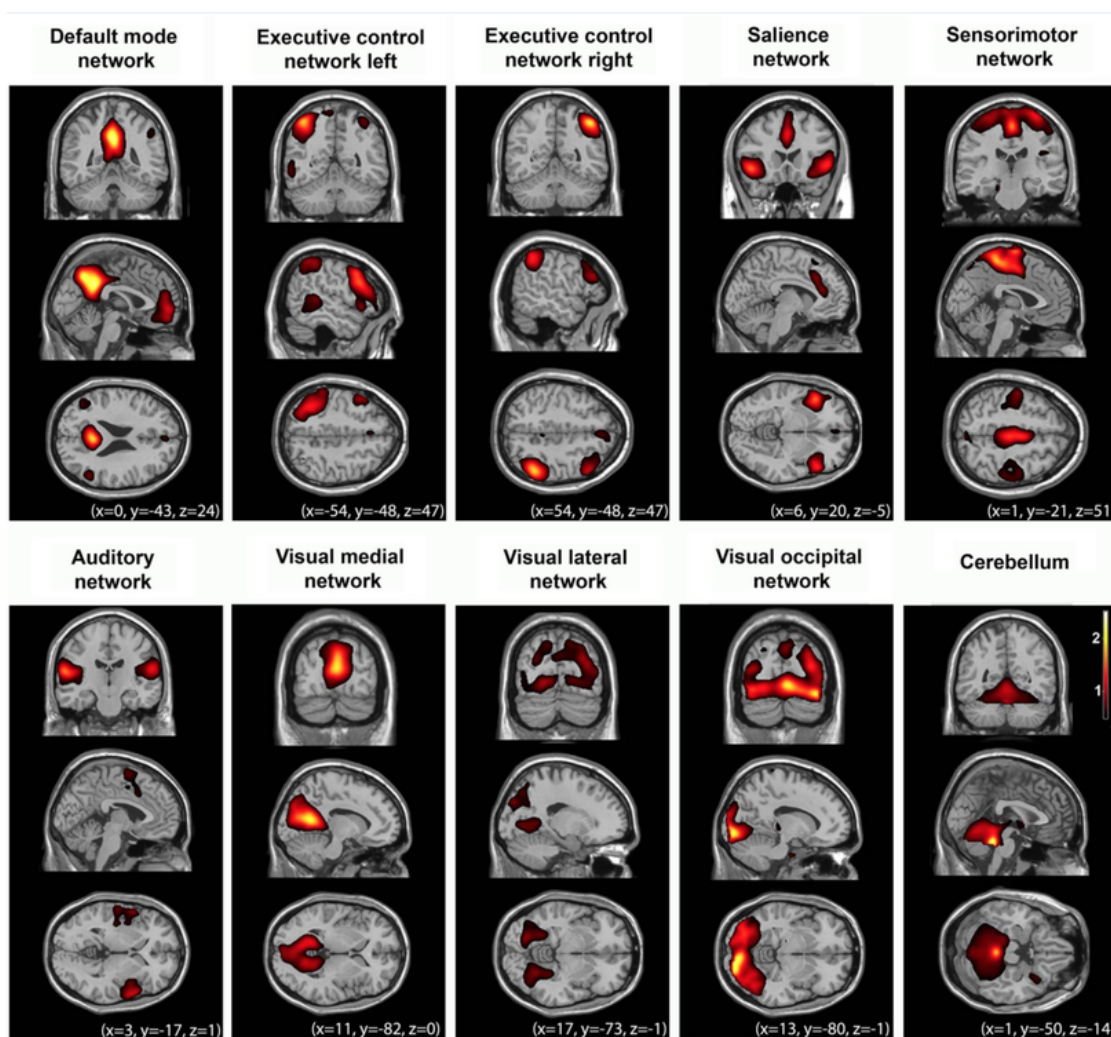 Default mode
network
Executive control
network left
Executive control
network right
Salience
network
Sensorimotor
network
(x=0, y=-43, z=24)
(x=-54, y=-48, z=47)
(x=54, y=-48, z=47)
(x=6, y=20, z=-5)
(x=1, y=-21, z=51)
Auditory
network
Visual medial
network
Visual lateral
network
Visual occipital
network
Cerebellum
2
1
(x=3, y=-17, z=1)
(x=11, y=-82, z=0)
(x=17, y=-73, z=-1)
(x=13, y=-80, z=-1)
(x=1, y=-50, z=-14